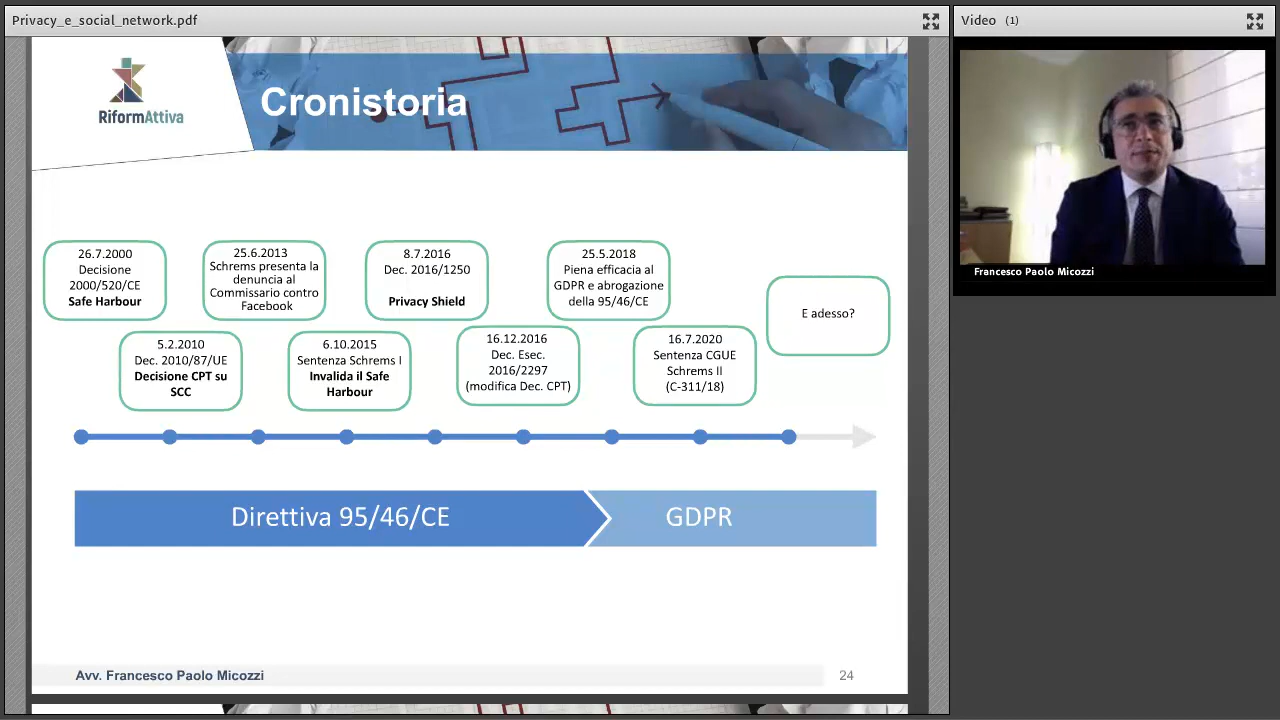 Privacy_e_social_network.pdf
Video (1)
RiformAttiva
Cronistoria
26.7.2000
Decisione
2000/520/CE
Safe Harbour
25.6.2013
Schrems presenta la
denuncia al
Commissario contro
Facebook
8.7.2016
Dec. 2016/1250
Privacy Shield
25.5.2018
Piena efficacia al
GDPR e abrogazione
della 95/46/CE
E adesso?
5.2.2010
Dec. 2010/87/UE
Decisione CPT su
SCC
6.10.2015
Sentenza Schrems I
Invalida il Safe
Harbour
16.12.2016
Dec. Esec.
2016/2297
(modifica Dec. CPT)
16.7.2020
Sentenza CGUE
Schrems II
(C-311/18)
Direttiva 95/46/CE
GDPR
Avv. Francesco Paolo Micozzi
24
Francesco Paolo Micozzi